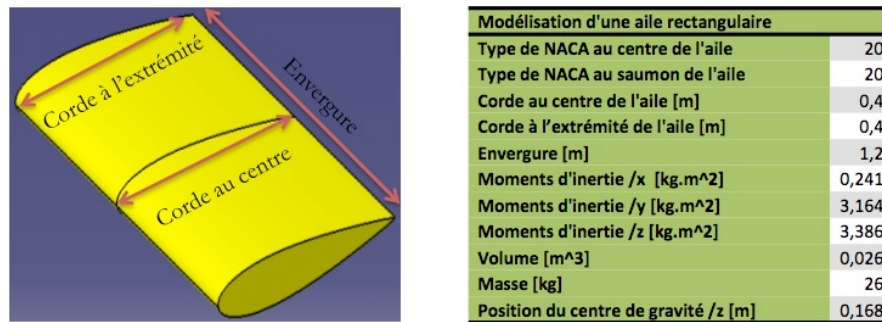 Corde à l'extrémité
Envergure
Corde au centre
Modélisation d'une aile rectangulaire
Type de NACA au centre de l'aile 20
Type de NACA au saumon de l'aile 20
Corde au centre de l'aile [m] 0,4
Corde à l’extrémité de l'aile [m] 0,4
Envergure [m] 1,2
Moments d'inertie /x [kg.m^2] 0,241
Moments d'inertie /y [kg.m^2] 3,164
Moments d'inertie /z [kg.m^2] 3,386
Volume [m^3] 0,026
Masse [kg] 26
Position du centre de gravité /z [m] 0,168